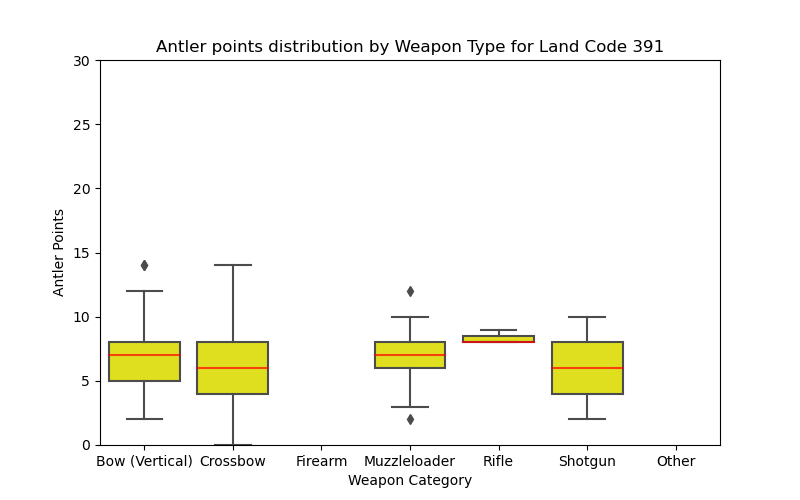 Antler points distribution by Weapon Type for Land Code 391
Antler Points
30
25
20
15
10
5
0
Bow (Vertical) Crossbow Firearm Muzzleloader Rifle Shotgun Other
Weapon Category